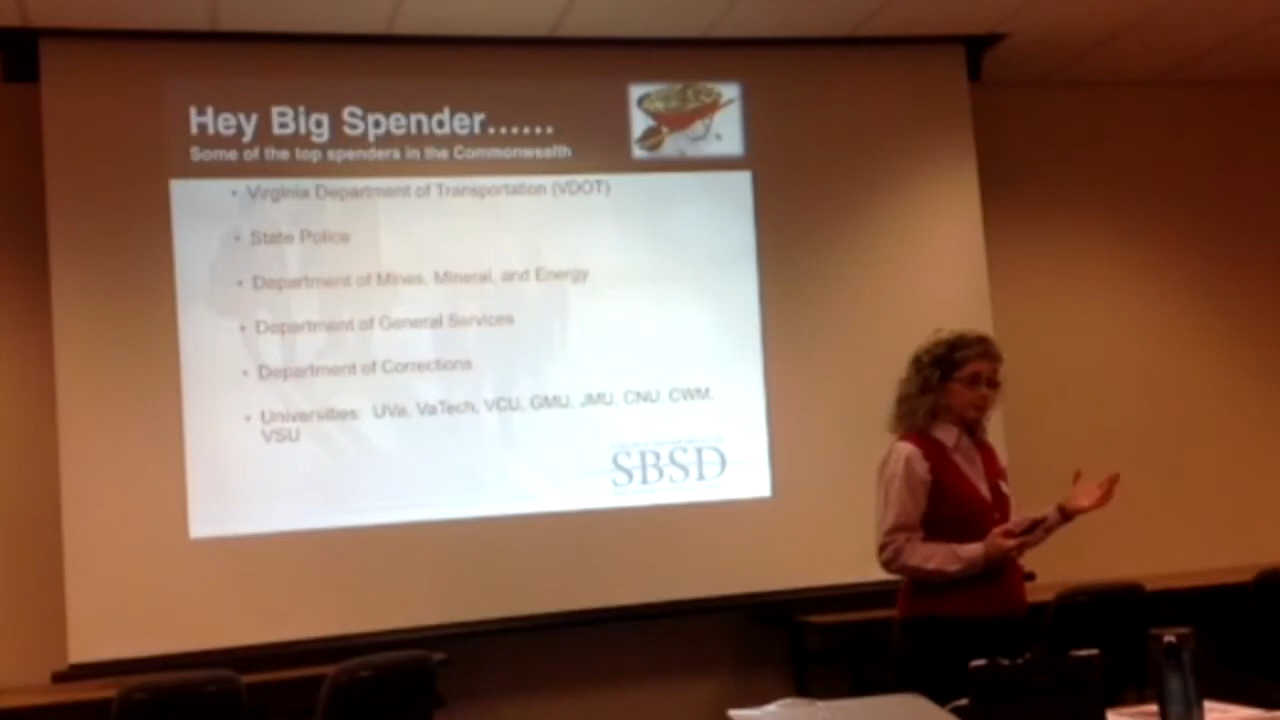 Hey Big Spender......
Some of the top spenders in the Commonwealth
• Virginia Department of Transportation (VDOT)
• State Police
• Department of Mines, Mineral, and Energy
• Department of General Services
• Department of Corrections
• Universities: UVa, VaTech, VCU, GMU, JMU, CNU, CWM,
VSU
SBSD